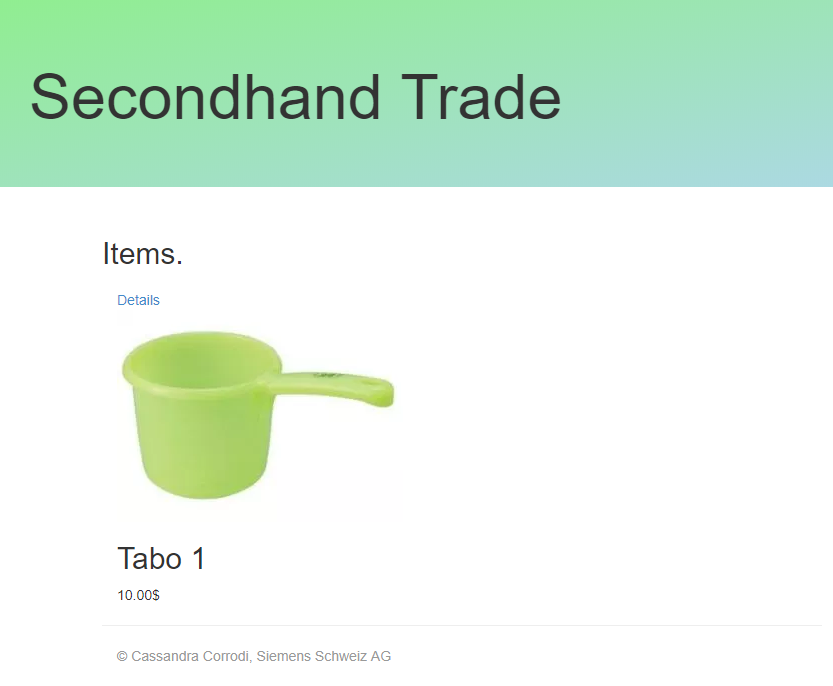 Secondhand Trade
Items.
Details
Tabo 1
10.00$
© Cassandra Corrodi, Siemens Schweiz AG